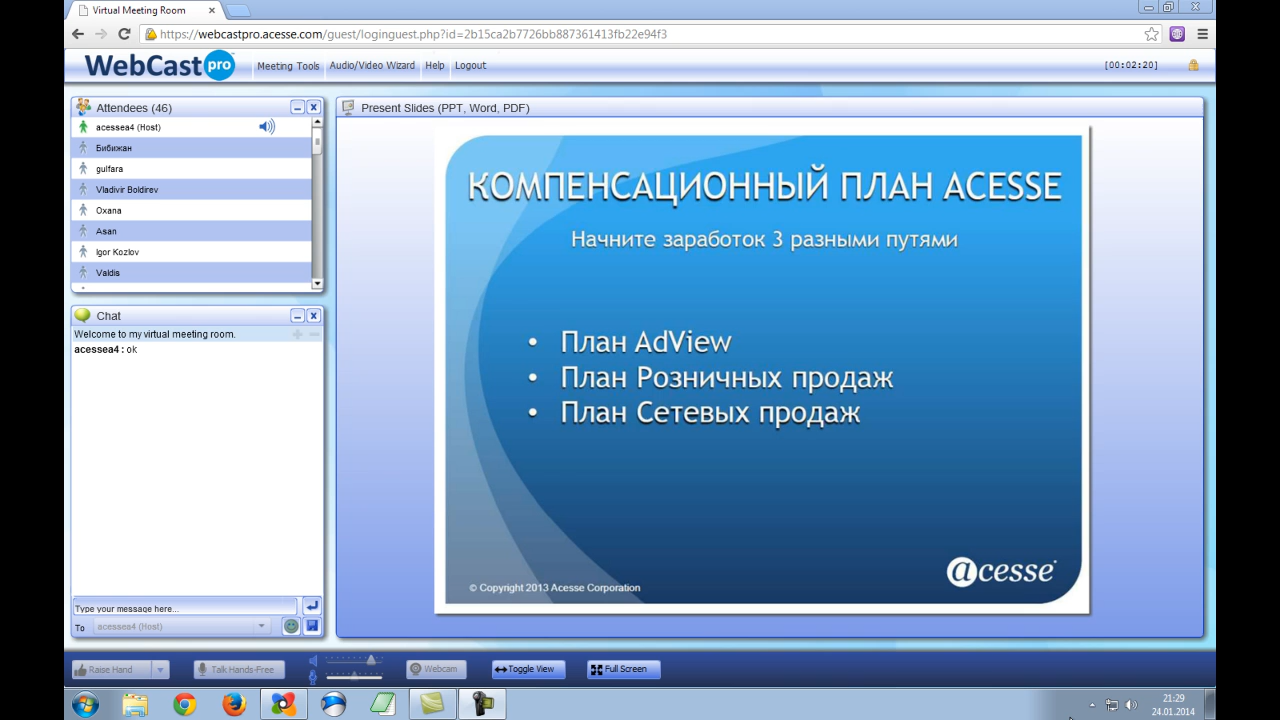 Virtual Meeting Room
https://webcastpro.acesse.com/guest/loginguest.php?id=2b15ca2b7726bb887361413fb22e94f3
WebCast pro
Meeting Tools Audio/Video Wizard Help Logout
[00:02:20]
Attendees (46)
acessea4 (Host)
Бибижан
gulfara
Vladivir Boldirev
Oxana
Asan
Igor Kozlov
Valdis
Chat
Welcome to my virtual meeting room.
acessea4 : ok
Type your message here...
To acessea4 (Host)
Present Slides (PPT, Word, PDF)
КОМПЕНСАЦИОННЫЙ ПЛАН ACESSE
Начните заработок 3 разными путями
• План AdView
• План Розничных продаж
• План Сетевых продаж
© Copyright 2013 Acesse Corporation
acesse
Raise Hand Talk Hands-Free Webcam Toggle View Full Screen
21:29
24.01.2014